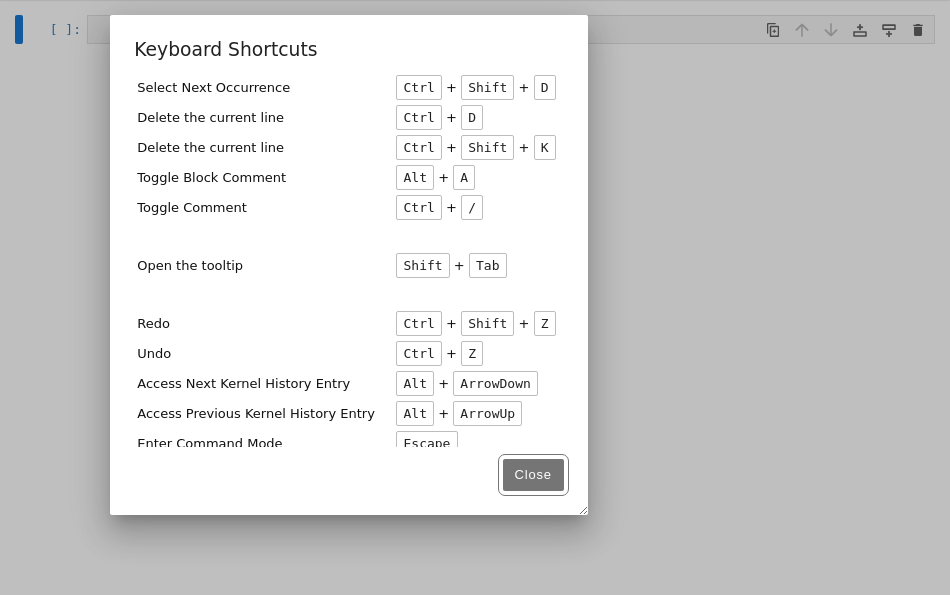 [ ]:
Keyboard Shortcuts
Select Next Occurrence Ctrl + Shift + D
Delete the current line Ctrl + D
Delete the current line Ctrl + Shift + K
Toggle Block Comment Alt + A
Toggle Comment Ctrl + /
Open the tooltip Shift + Tab
Redo Ctrl + Shift + Z
Undo Ctrl + Z
Access Next Kernel History Entry Alt + ArrowDown
Access Previous Kernel History Entry Alt + ArrowUp
Enter Command Mode Escape
Close